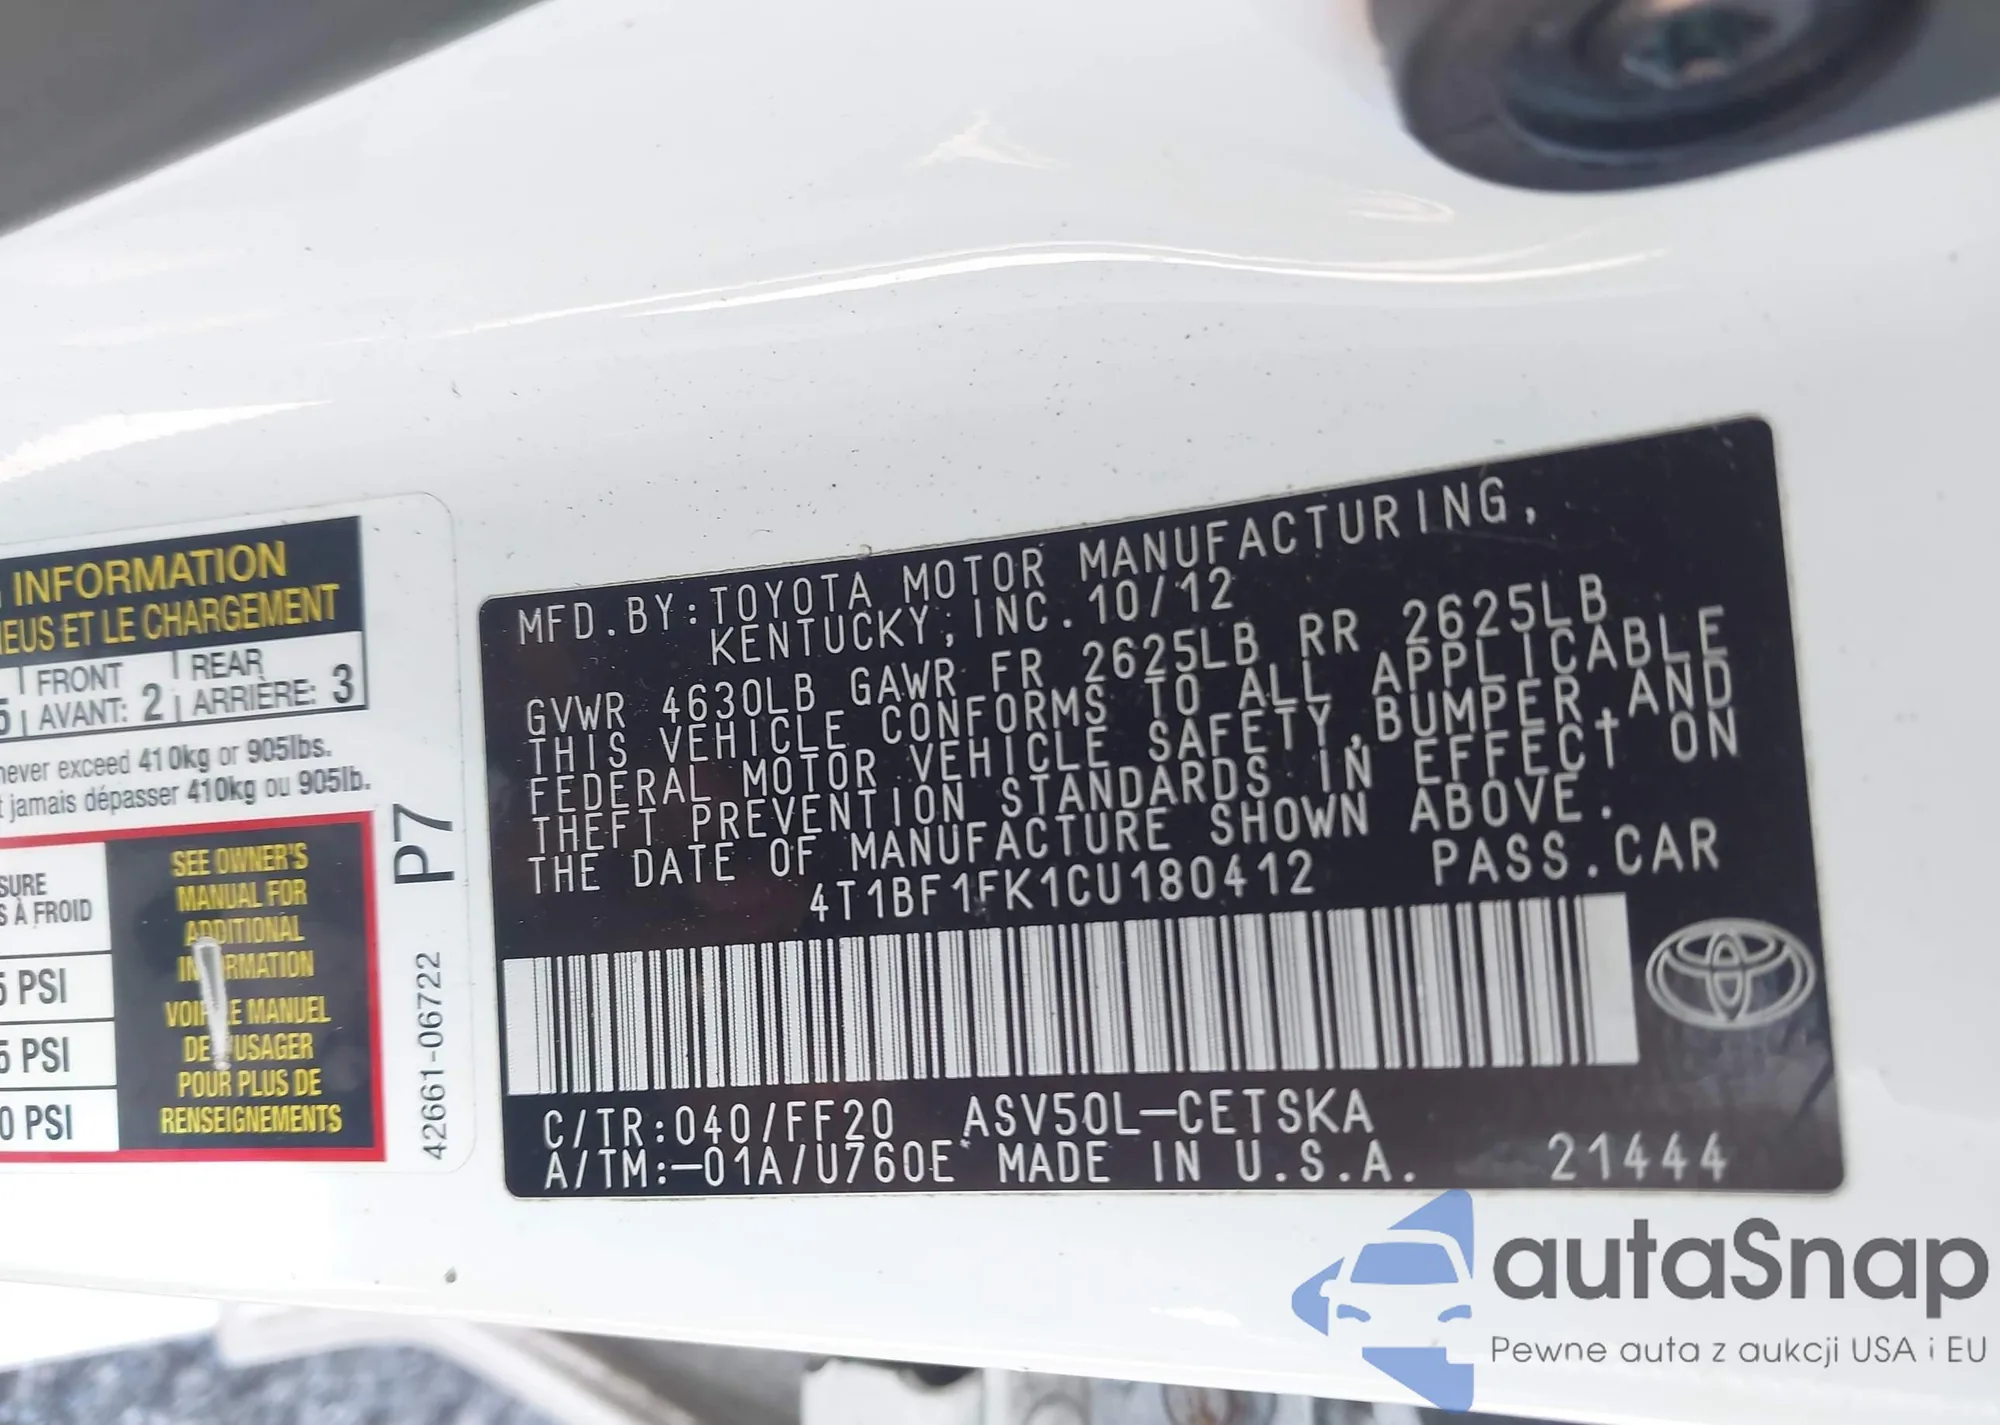 INFORMATION
EUS ET LE CHARGEMENT
FRONT REAR
5 AVANT: 2 ARRIÈRE: 3
never exceed 410kg or 905lbs.
t jamais dépasser 410kg ou 905lb.
SURE
S À FROID
5 PSI
5 PSI
0 PSI
SEE OWNER'S
MANUAL FOR
ADDITIONAL
INFORMATION
VOIR LE MANUEL
DE L'USAGER
POUR PLUS DE
RENSEIGNEMENTS
P7
42661-06722
MFD.BY:TOYOTA MOTOR MANUFACTURING,
KENTUCKY, INC. 10/12
GVWR 4630LB GAWR FR 2625LB RR 2625LB
THIS VEHICLE CONFORMS TO ALL APPLICABLE
FEDERAL MOTOR VEHICLE SAFETY,BUMPER,AND
THEFT PREVENTION STANDARDS IN EFFECT ON
THE DATE OF MANUFACTURE SHOWN ABOVE.
4T1BF1FK1CU180412 PASS.CAR
C/TR:040/FF20 ASV50L-CETSKA
A/TM:-01A/U760E MADE IN U.S.A. 21444
autaSnap
Pewne auta z aukcji USA i EU